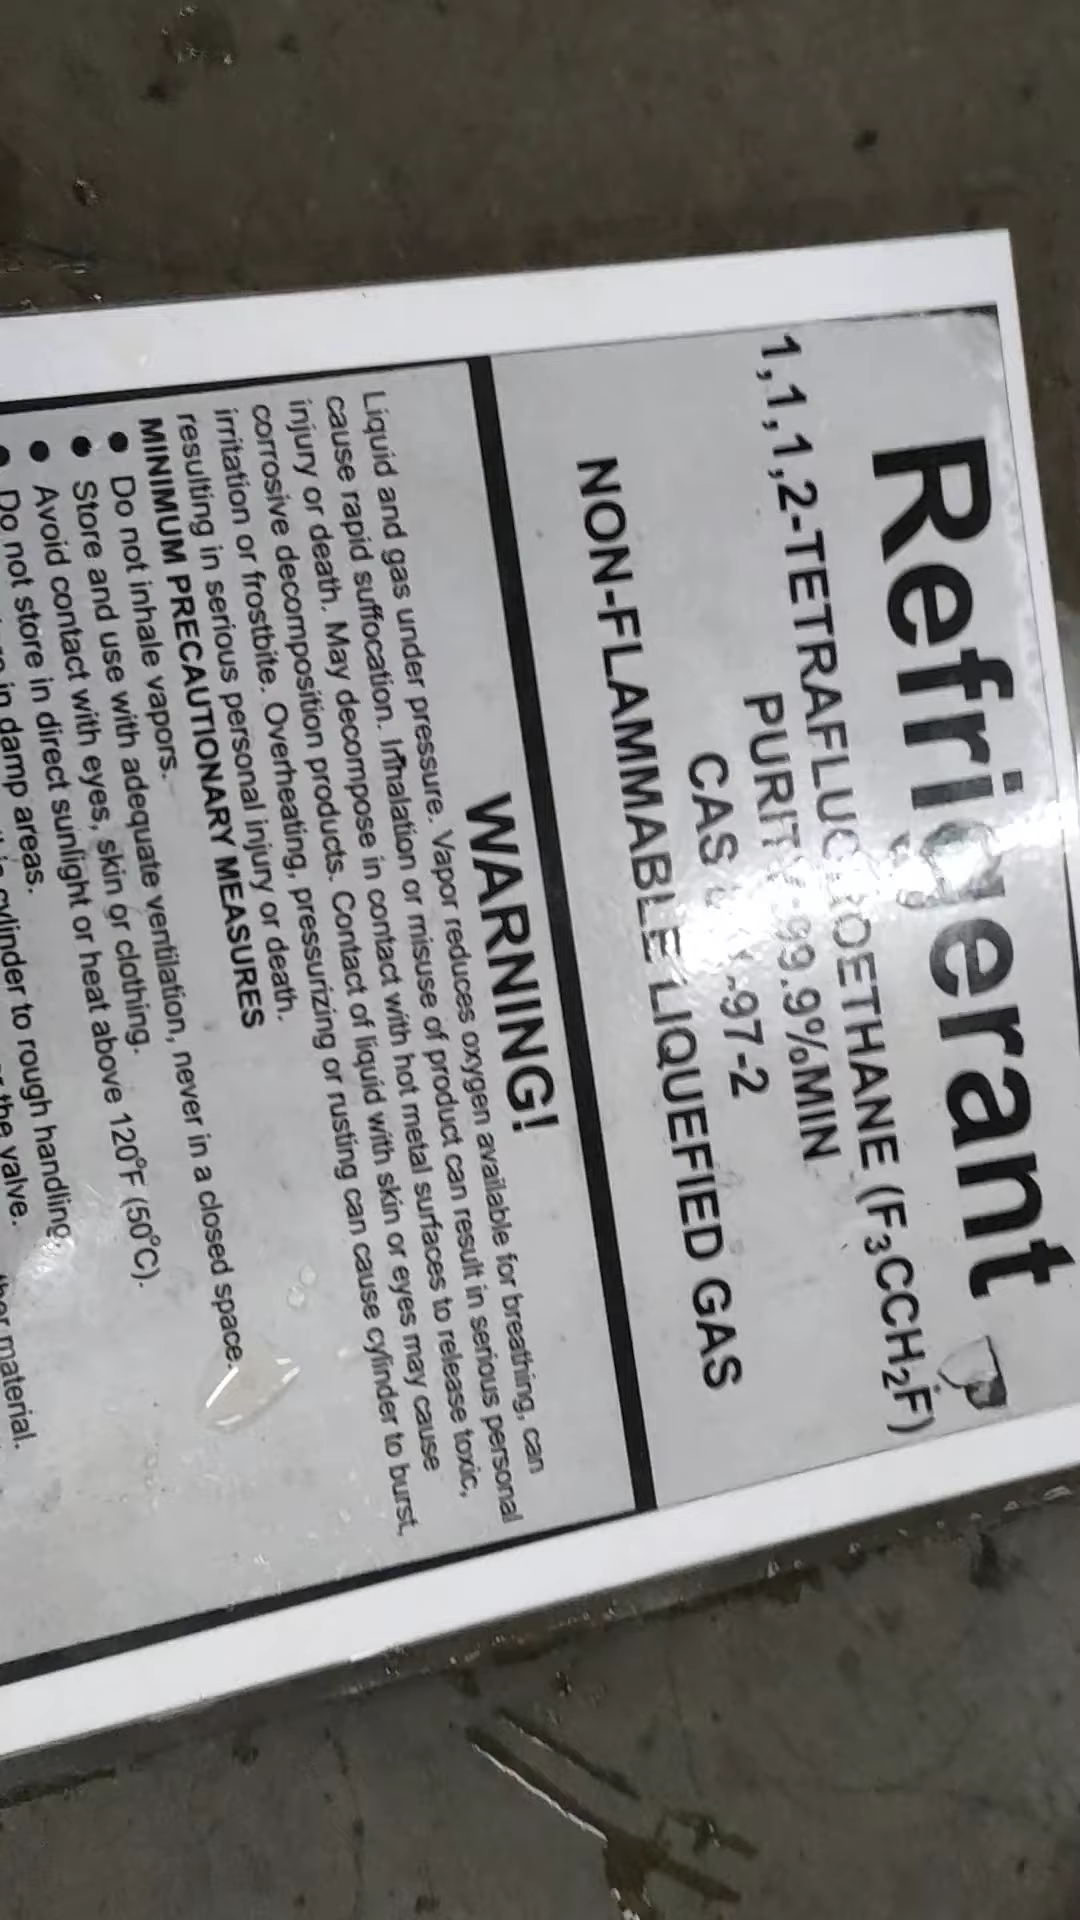 Refrigerant
1,1,1,2-TETRAFLUOROETHANE (F3CCH2F)
PURITY 99.9%MIN
CAS 97-2
NON-FLAMMABLE LIQUEFIED GAS
WARNING!
Liquid and gas under pressure. Vapor reduces oxygen available for breathing, can
cause rapid suffocation. Inhalation or misuse of product can result in serious personal
injury or death. May decompose in contact with hot metal surfaces to release toxic,
corrosive decomposition products. Contact of liquid with skin or eyes may cause
irritation or frostbite. Overheating, pressurizing or rusting can cause cylinder to burst,
resulting in serious personal injury or death.
MINIMUM PRECAUTIONARY MEASURES
● Do not inhale vapors.
● Store and use with adequate ventilation, never in a closed space.
● Avoid contact with eyes, skin or clothing.
● Do not store in direct sunlight or heat above 120°F (50°C).
in damp areas.
cylinder to rough handling
the valve.
material.